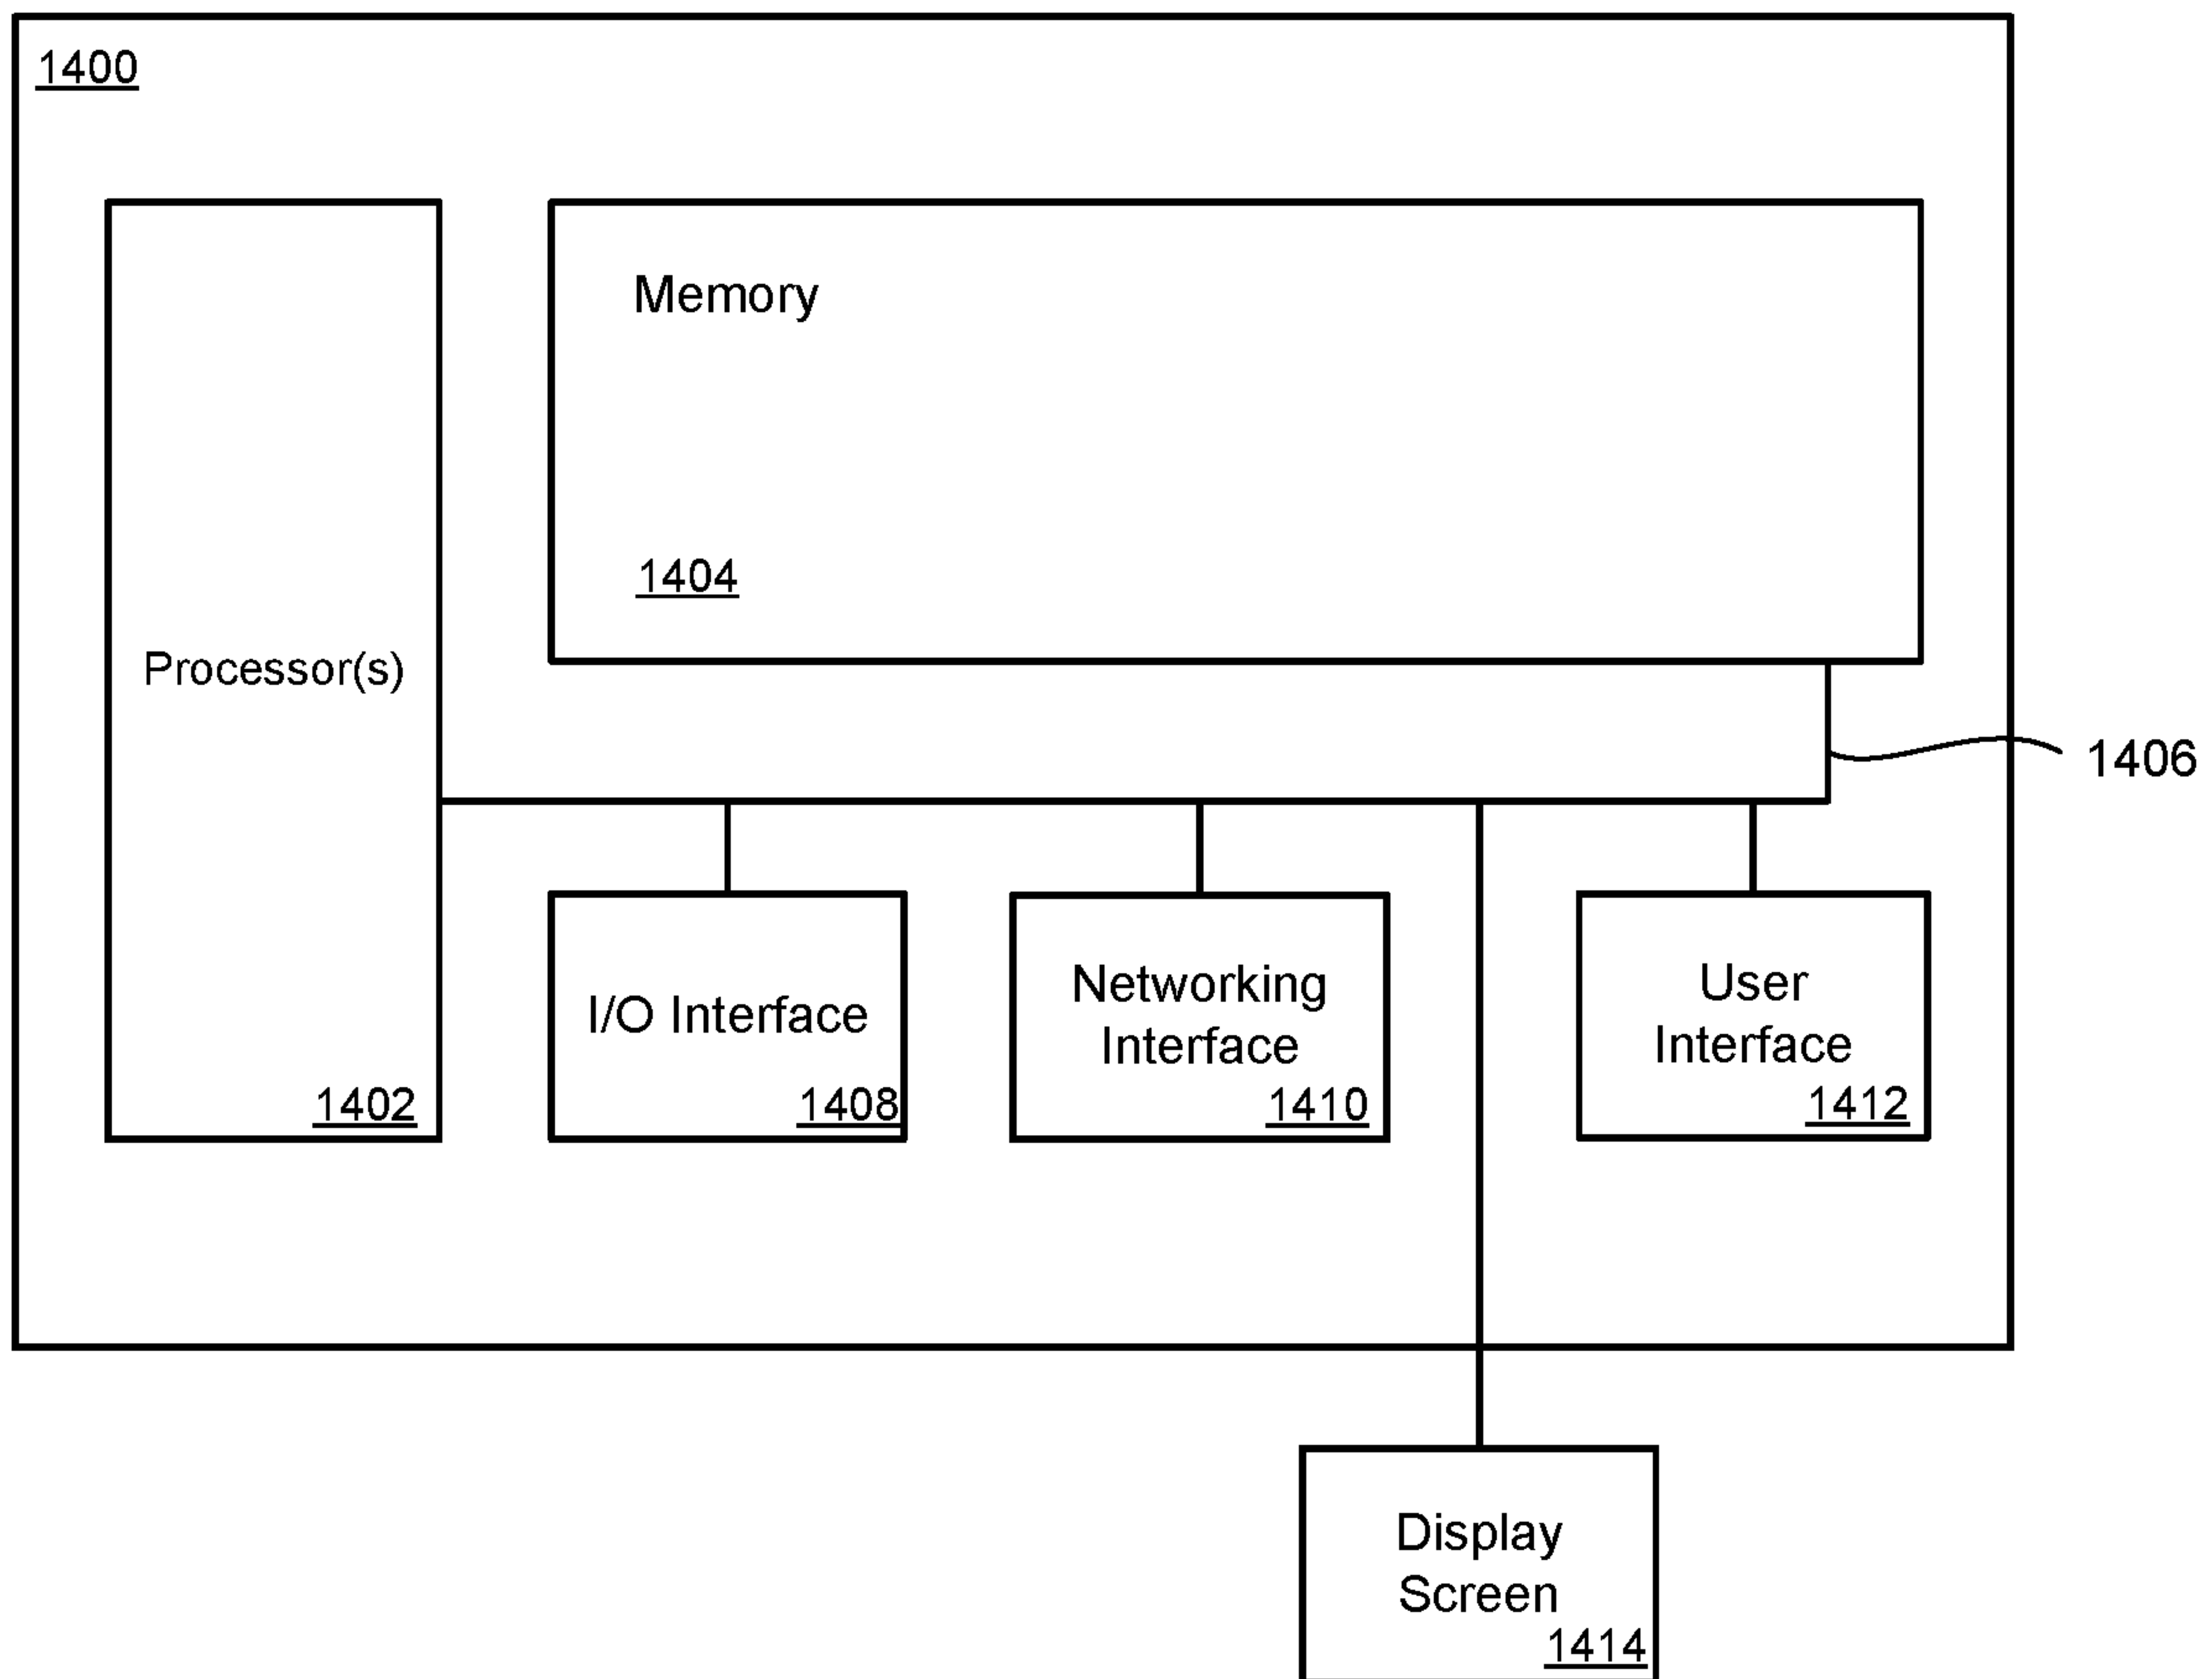 1400
Memory
1404
Processor(s)
1402
1406
I/O Interface
1408
Networking
Interface
1410
User
Interface
1412
Display
Screen
1414